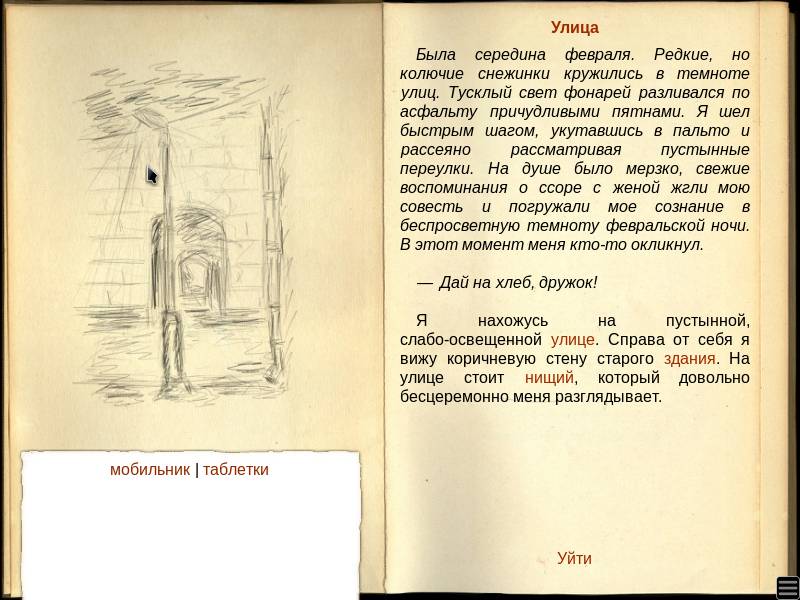 Улица
Была середина февраля. Редкие, но
колючие снежинки кружились в темноте
улиц. Тусклый свет фонарей разливался по
асфальту причудливыми пятнами. Я шел
быстрым шагом, укутавшись в пальто и
рассеяно рассматривая пустынные
переулки. На душе было мерзко, свежие
воспоминания о ссоре с женой жгли мою
совесть и погружали мое сознание в
беспросветную темноту февральской ночи.
В этот момент меня кто-то окликнул.
— Дай на хлеб, дружок!
Я нахожусь на пустынной,
слабо-освещенной улице. Справа от себя я
вижу коричневую стену старого здания. На
улице стоит нищий, который довольно
бесцеремонно меня разглядывает.
мобильник | таблетки
Уйти